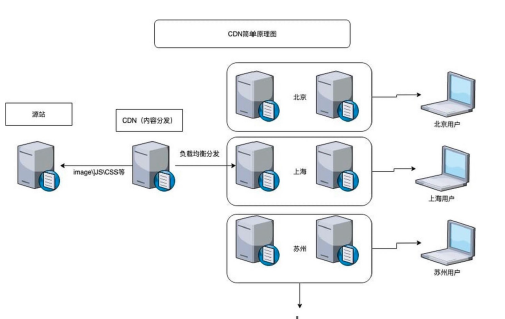 CDN简单原理图
源站
CDN（内容分发）
image\JS\CSS等
负载均衡分发
北京
北京用户
上海
上海用户
苏州
苏州用户